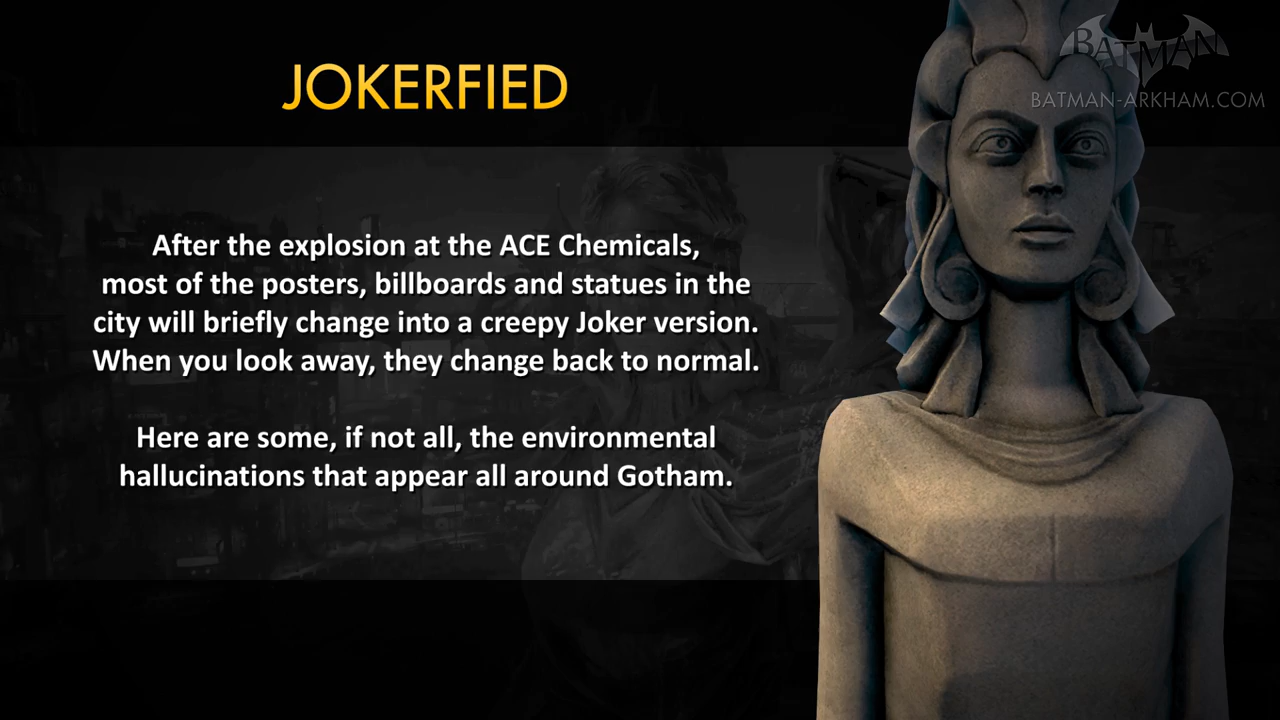 BATMAN
BATMAN-ARKHAM.COM
JOKERFIED
After the explosion at the ACE Chemicals,
most of the posters, billboards and statues in the
city will briefly change into a creepy Joker version.
When you look away, they change back to normal.
Here are some, if not all, the environmental
hallucinations that appear all around Gotham.